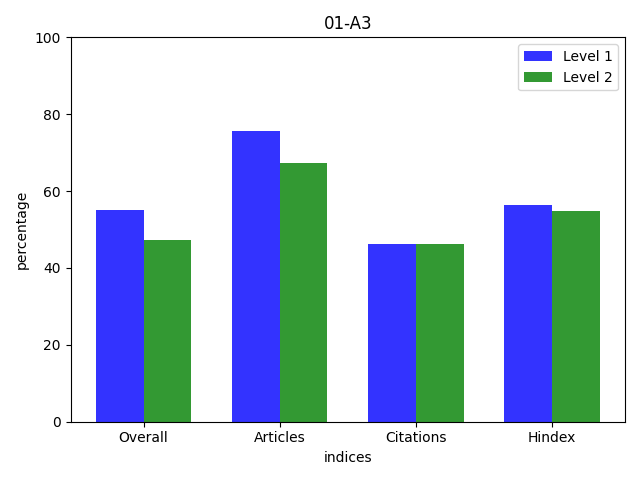 01-A3
100
80
60
40
20
0
percentage
Level 1
Level 2
Overall Articles Citations Hindex
indices